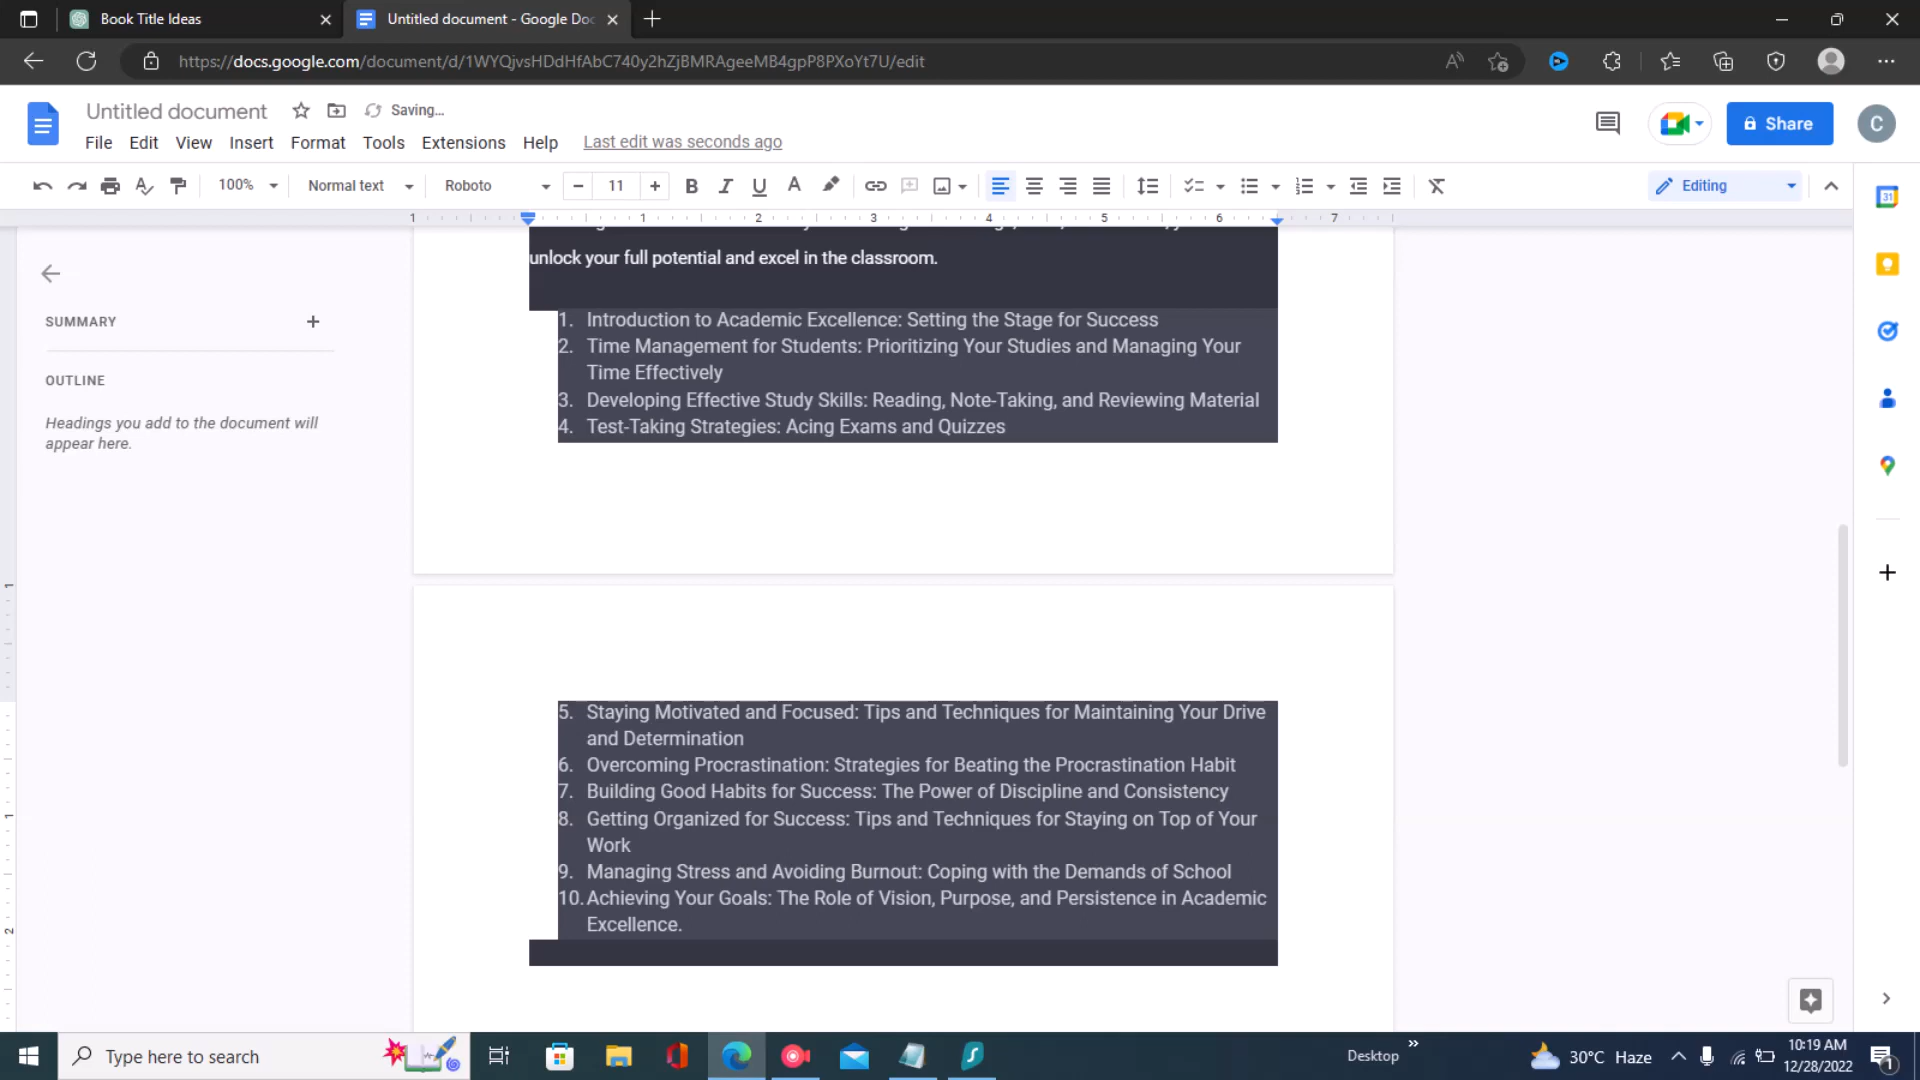 Book Title Ideas
Untitled document - Google Doc
https://docs.google.com/document/d/1WYQjvsHDdHfAbC740y2hZjBMRAgeeMB4gpP8PXoYt7U/edit
Untitled document
Saving...
File Edit View Insert Format Tools Extensions Help Last edit was seconds ago
Share
C
100% Normal text Roboto 11
Editing
1 1 2 3 4 5 6 7
unlock your full potential and excel in the classroom.
SUMMARY
OUTLINE
Headings you add to the document will
appear here.
1. Introduction to Academic Excellence: Setting the Stage for Success
2. Time Management for Students: Prioritizing Your Studies and Managing Your
Time Effectively
3. Developing Effective Study Skills: Reading, Note-Taking, and Reviewing Material
4. Test-Taking Strategies: Acing Exams and Quizzes
5. Staying Motivated and Focused: Tips and Techniques for Maintaining Your Drive
and Determination
6. Overcoming Procrastination: Strategies for Beating the Procrastination Habit
7. Building Good Habits for Success: The Power of Discipline and Consistency
8. Getting Organized for Success: Tips and Techniques for Staying on Top of Your
Work
9. Managing Stress and Avoiding Burnout: Coping with the Demands of School
10. Achieving Your Goals: The Role of Vision, Purpose, and Persistence in Academic
Excellence.
Type here to search
Desktop
30°C Haze
10:19 AM
12/28/2022